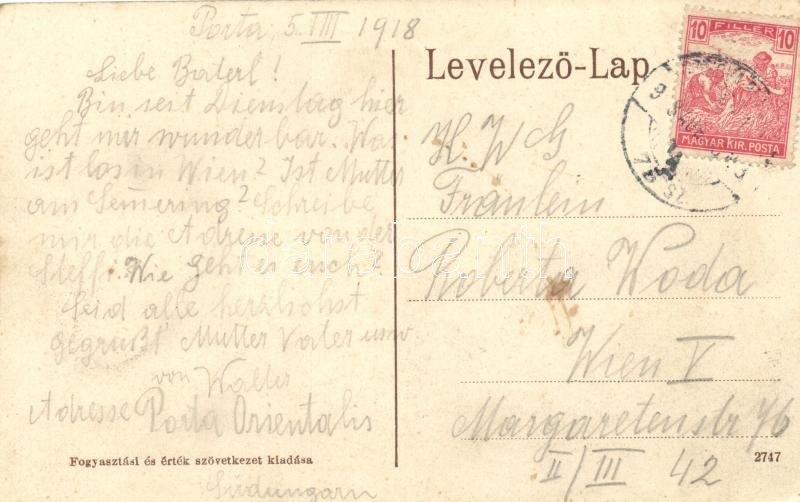 Porta, 5. VIII 1918
Liebe Baterl!
Bin seit Dienstag hier
geht mir wunderbar. Was
ist los in Wien? Ist Mutter
am Semering? Schreibe
mir die Adresse von der
Steffi. Wie geht es euch?
Seid alle herzlichst
gegrüßt Mutter Vater usw
von Walter
Adresse Porta Orientalis
Südungarn
Fogyasztási és érték szövetkezet kiadása
Levelező-Lap
10 FILLER 10
MAGYAR KIR. POSTA
Fräulein
Roberta Woda
Wien V
Margaretenstr 76
II/III 42
2747